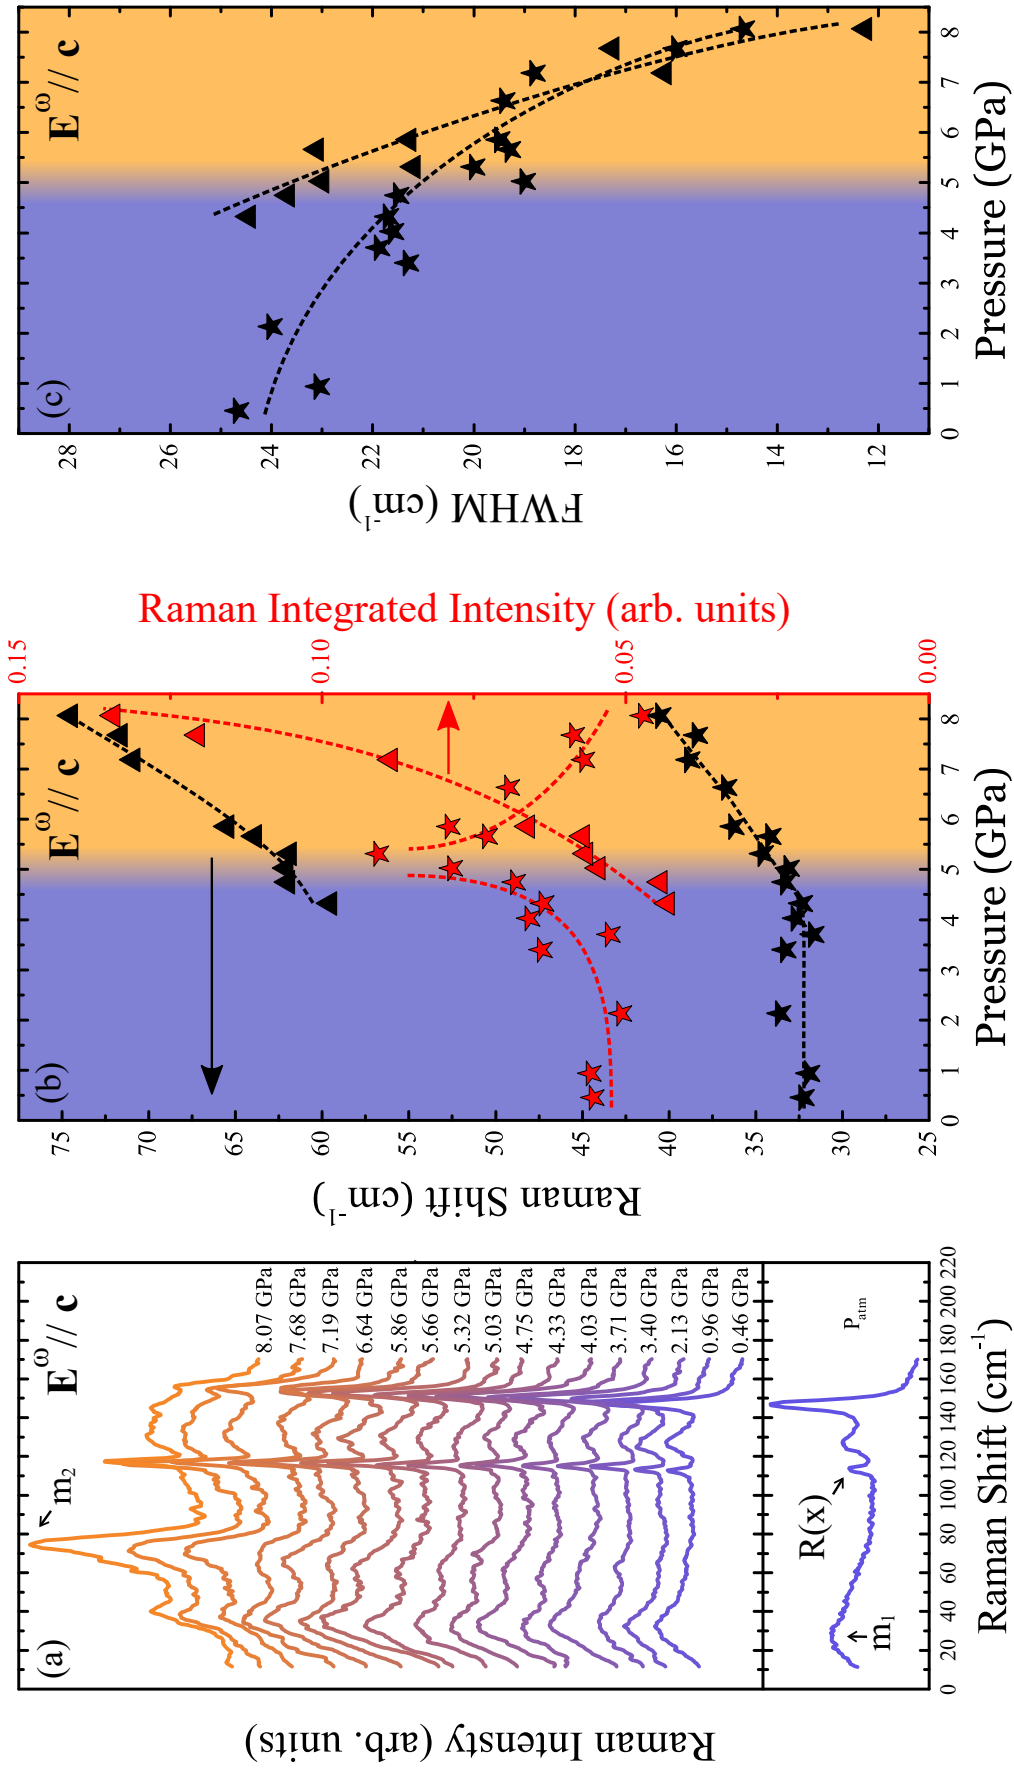 (a)
E^ω // c
m₂
8.07 GPa
7.68 GPa
7.19 GPa
6.64 GPa
5.86 GPa
5.66 GPa
5.32 GPa
5.03 GPa
4.75 GPa
4.33 GPa
4.03 GPa
3.71 GPa
3.40 GPa
2.13 GPa
0.96 GPa
0.46 GPa
m₁
R(x)
P_atm
0 20 40 60 80 100 120 140 160 180 200 220
Raman Shift (cm⁻¹)
Raman Intensty (arb. units)
(b)
E^ω // c
75
70
65
60
55
50
45
40
35
30
25
Raman Shift (cm⁻¹)
0 1 2 3 4 5 6 7 8
Pressure (GPa)
0.15
0.10
0.05
0.00
Raman Integrated Intensity (arb. units)
(c)
E^ω // c
28
26
24
22
20
18
16
14
12
FWHM (cm⁻¹)
0 1 2 3 4 5 6 7 8
Pressure (GPa)